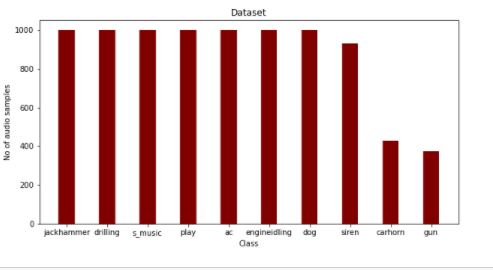 Dataset
1000
800
600
400
200
0
No of audio samples
jackhammer drilling s_music play ac engineidling dog siren carhorn gun
Class